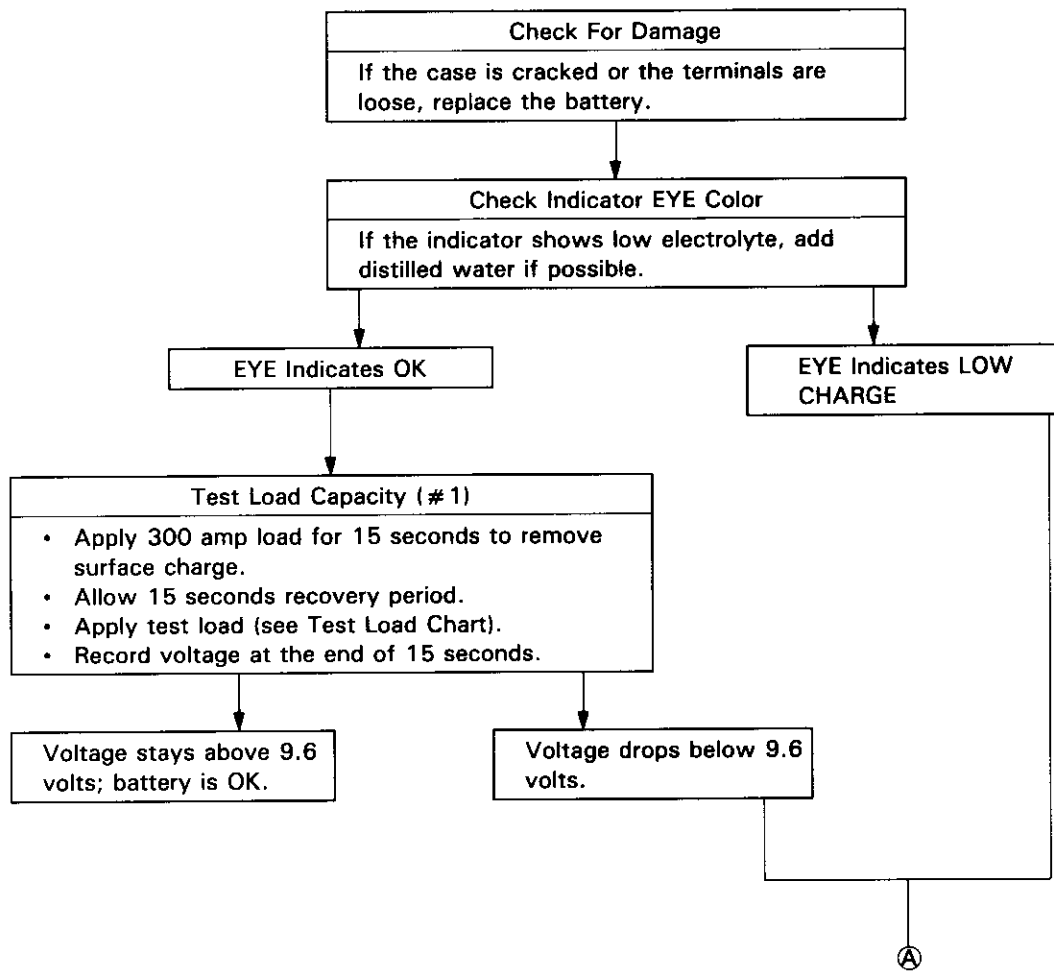 Check For Damage
If the case is cracked or the terminals are
loose, replace the battery.
Check Indicator EYE Color
If the indicator shows low electrolyte, add
distilled water if possible.
EYE Indicates OK
EYE Indicates LOW
CHARGE
Test Load Capacity (#1)
• Apply 300 amp load for 15 seconds to remove
surface charge.
• Allow 15 seconds recovery period.
• Apply test load (see Test Load Chart).
• Record voltage at the end of 15 seconds.
Voltage stays above 9.6
volts; battery is OK.
Voltage drops below 9.6
volts.
Ⓐ